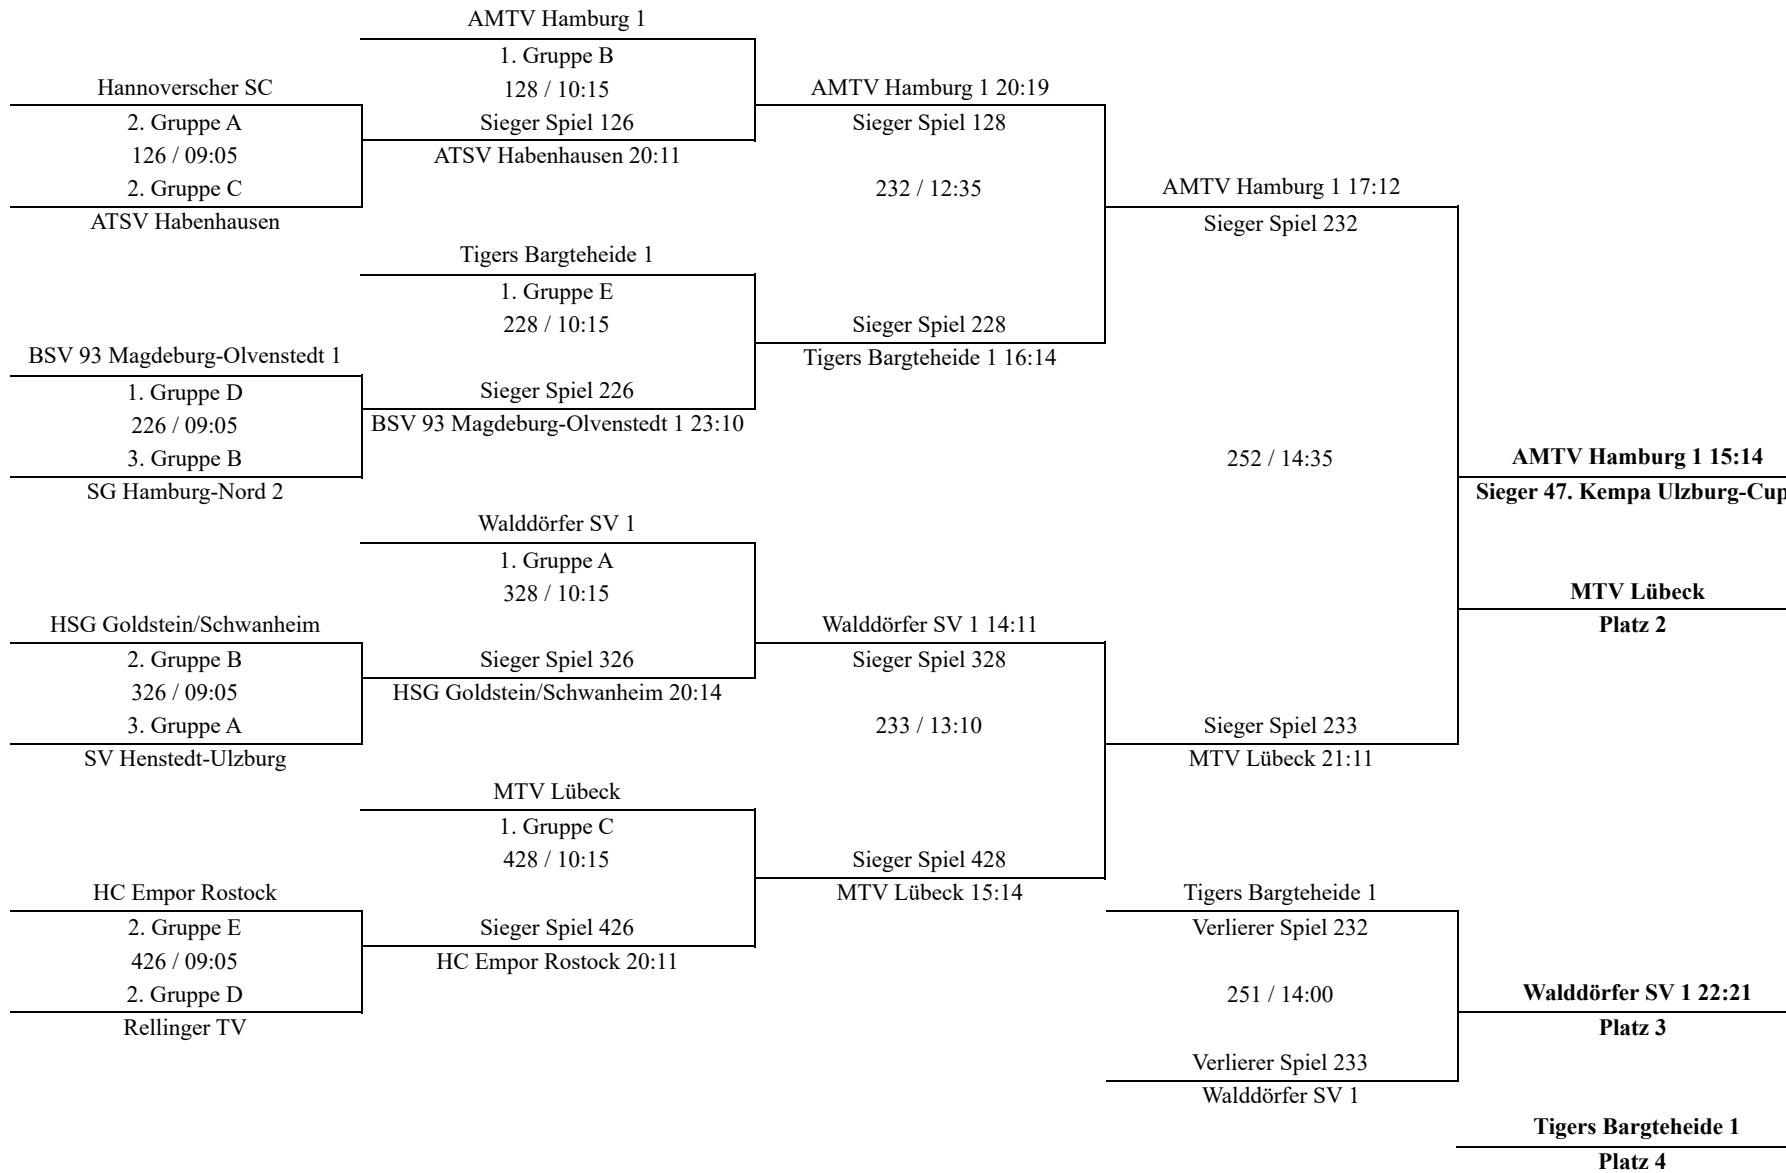 AMTV Hamburg 1
1. Gruppe B
Hannoverscher SC
128 / 10:15
AMTV Hamburg 1 20:19
2. Gruppe A
Sieger Spiel 126
Sieger Spiel 128
126 / 09:05
ATSV Habenhausen 20:11
2. Gruppe C
232 / 12:35
AMTV Hamburg 1 17:12
ATSV Habenhausen
Sieger Spiel 232
Tigers Bargteheide 1
1. Gruppe E
228 / 10:15
Sieger Spiel 228
BSV 93 Magdeburg-Olvenstedt 1
Tigers Bargteheide 1 16:14
1. Gruppe D
Sieger Spiel 226
226 / 09:05
BSV 93 Magdeburg-Olvenstedt 1 23:10
3. Gruppe B
252 / 14:35
AMTV Hamburg 1 15:14
SG Hamburg-Nord 2
Sieger 47. Kempa Ulzburg-Cup
Walddörfer SV 1
1. Gruppe A
328 / 10:15
MTV Lübeck
HSG Goldstein/Schwanheim
Walddörfer SV 1 14:11
Platz 2
2. Gruppe B
Sieger Spiel 326
Sieger Spiel 328
326 / 09:05
HSG Goldstein/Schwanheim 20:14
3. Gruppe A
233 / 13:10
Sieger Spiel 233
SV Henstedt-Ulzburg
MTV Lübeck 21:11
MTV Lübeck
1. Gruppe C
428 / 10:15
Sieger Spiel 428
HC Empor Rostock
MTV Lübeck 15:14
Tigers Bargteheide 1
2. Gruppe E
Sieger Spiel 426
Verlierer Spiel 232
426 / 09:05
HC Empor Rostock 20:11
2. Gruppe D
251 / 14:00
Walddörfer SV 1 22:21
Rellinger TV
Platz 3
Verlierer Spiel 233
Walddörfer SV 1
Tigers Bargteheide 1
Platz 4